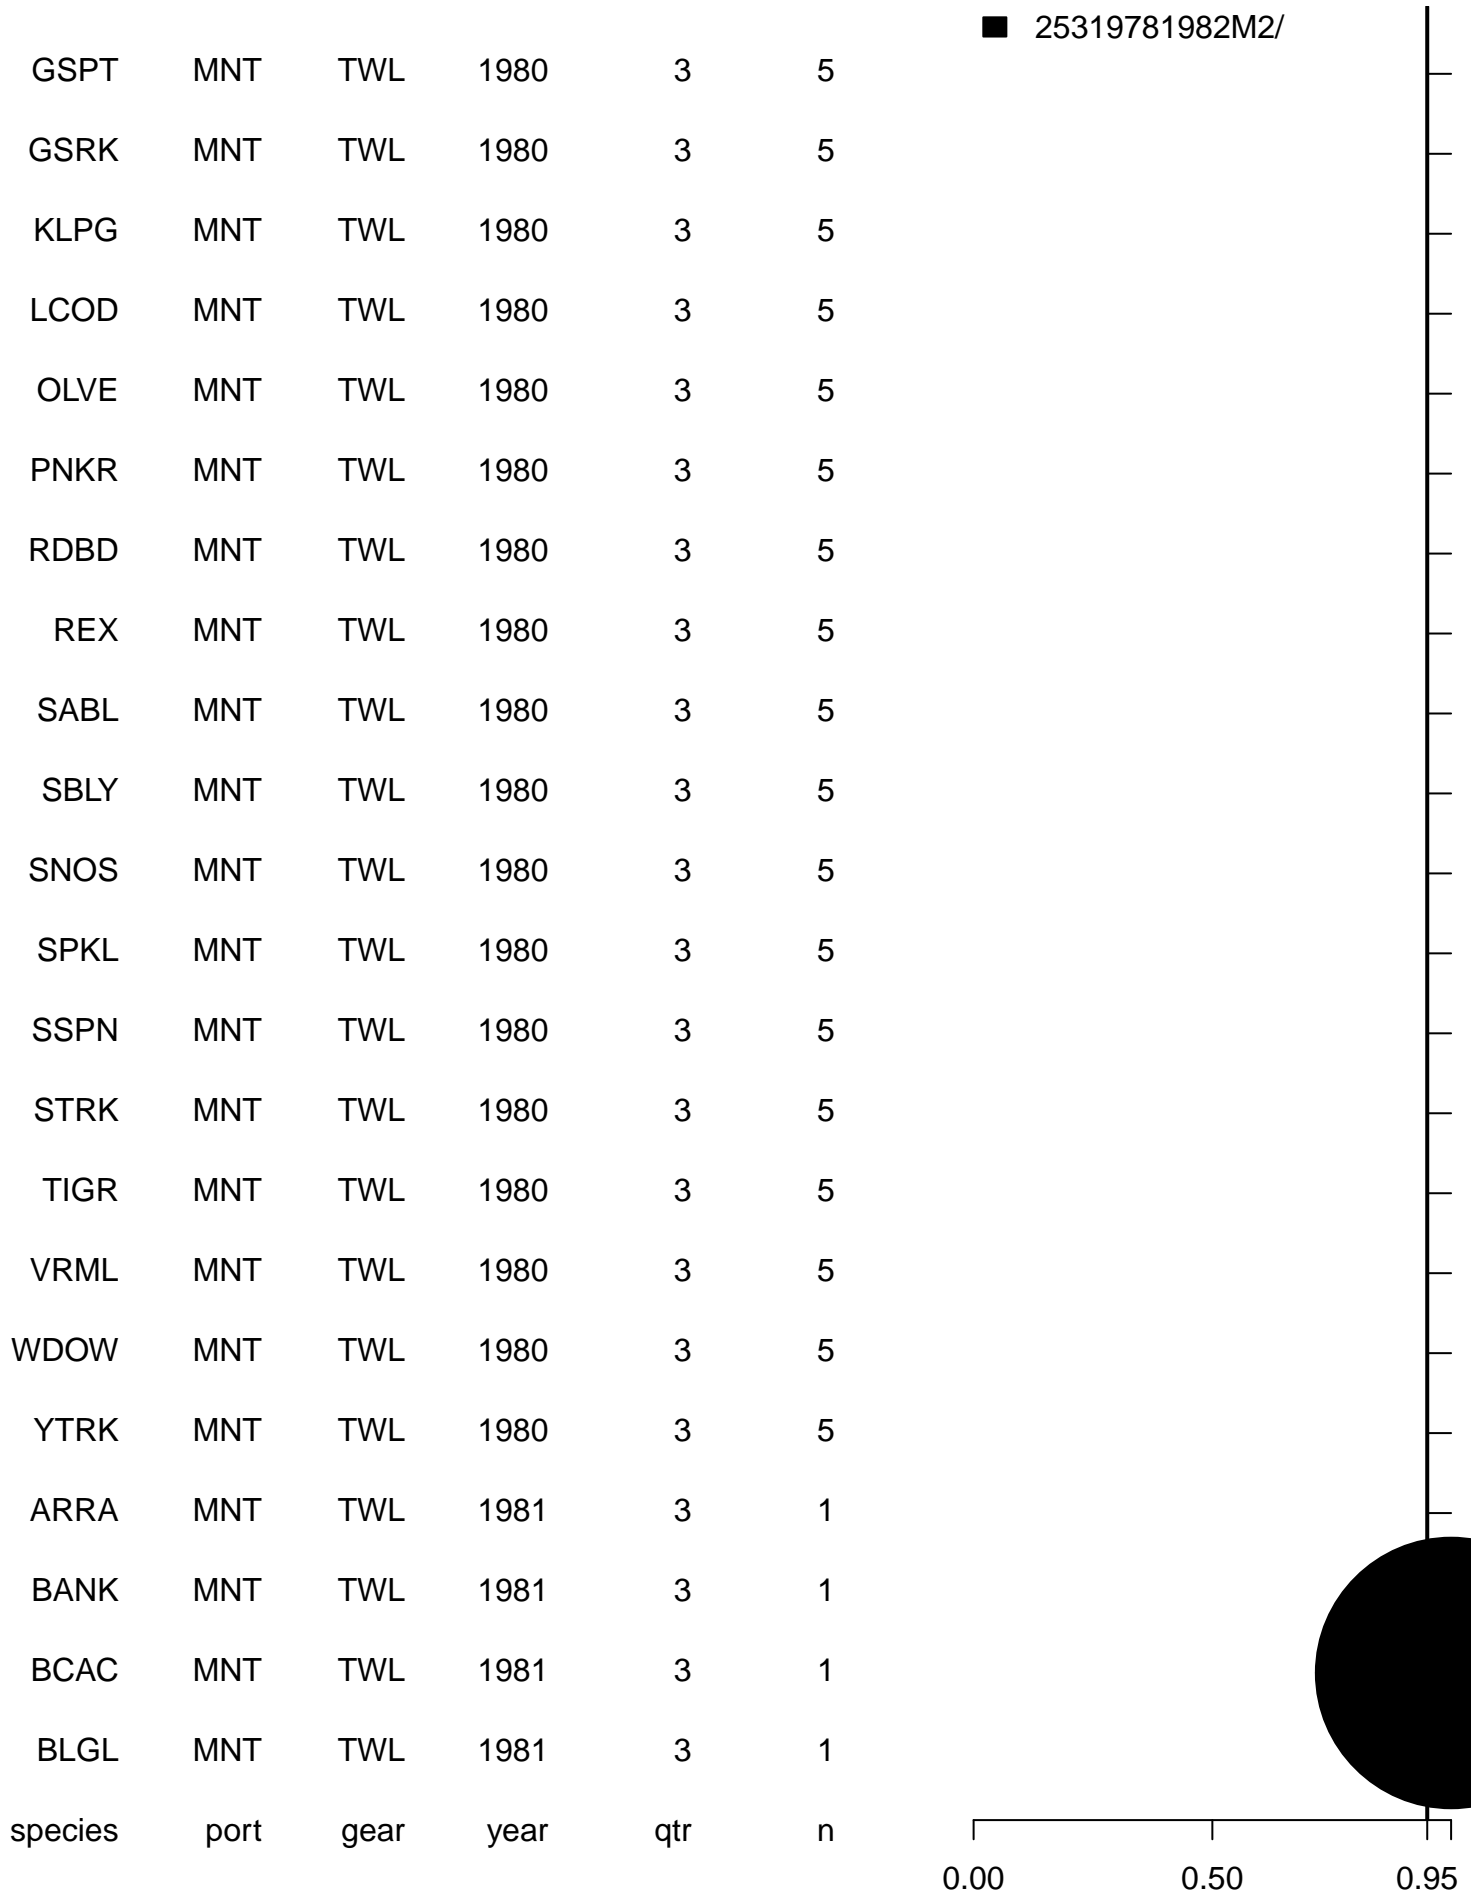 25319781982M2/
GSPT MNT TWL 1980 3 5
GSRK MNT TWL 1980 3 5
KLPG MNT TWL 1980 3 5
LCOD MNT TWL 1980 3 5
OLVE MNT TWL 1980 3 5
PNKR MNT TWL 1980 3 5
RDBD MNT TWL 1980 3 5
REX MNT TWL 1980 3 5
SABL MNT TWL 1980 3 5
SBLY MNT TWL 1980 3 5
SNOS MNT TWL 1980 3 5
SPKL MNT TWL 1980 3 5
SSPN MNT TWL 1980 3 5
STRK MNT TWL 1980 3 5
TIGR MNT TWL 1980 3 5
VRML MNT TWL 1980 3 5
WDOW MNT TWL 1980 3 5
YTRK MNT TWL 1980 3 5
ARRA MNT TWL 1981 3 1
BANK MNT TWL 1981 3 1
BCAC MNT TWL 1981 3 1
BLGL MNT TWL 1981 3 1
species port gear year qtr n
0.00 0.50 0.95